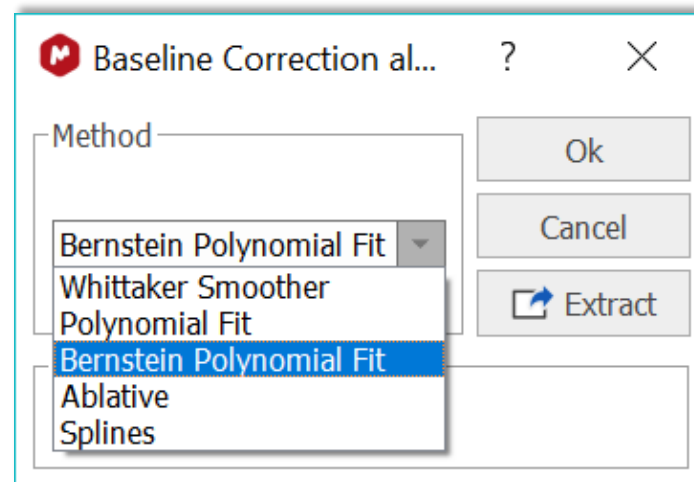 Baseline Correction al... ?
Method
Ok
Bernstein Polynomial Fit
Cancel
Whittaker Smoother
Polynomial Fit
Bernstein Polynomial Fit
Ablative
Splines
Extract